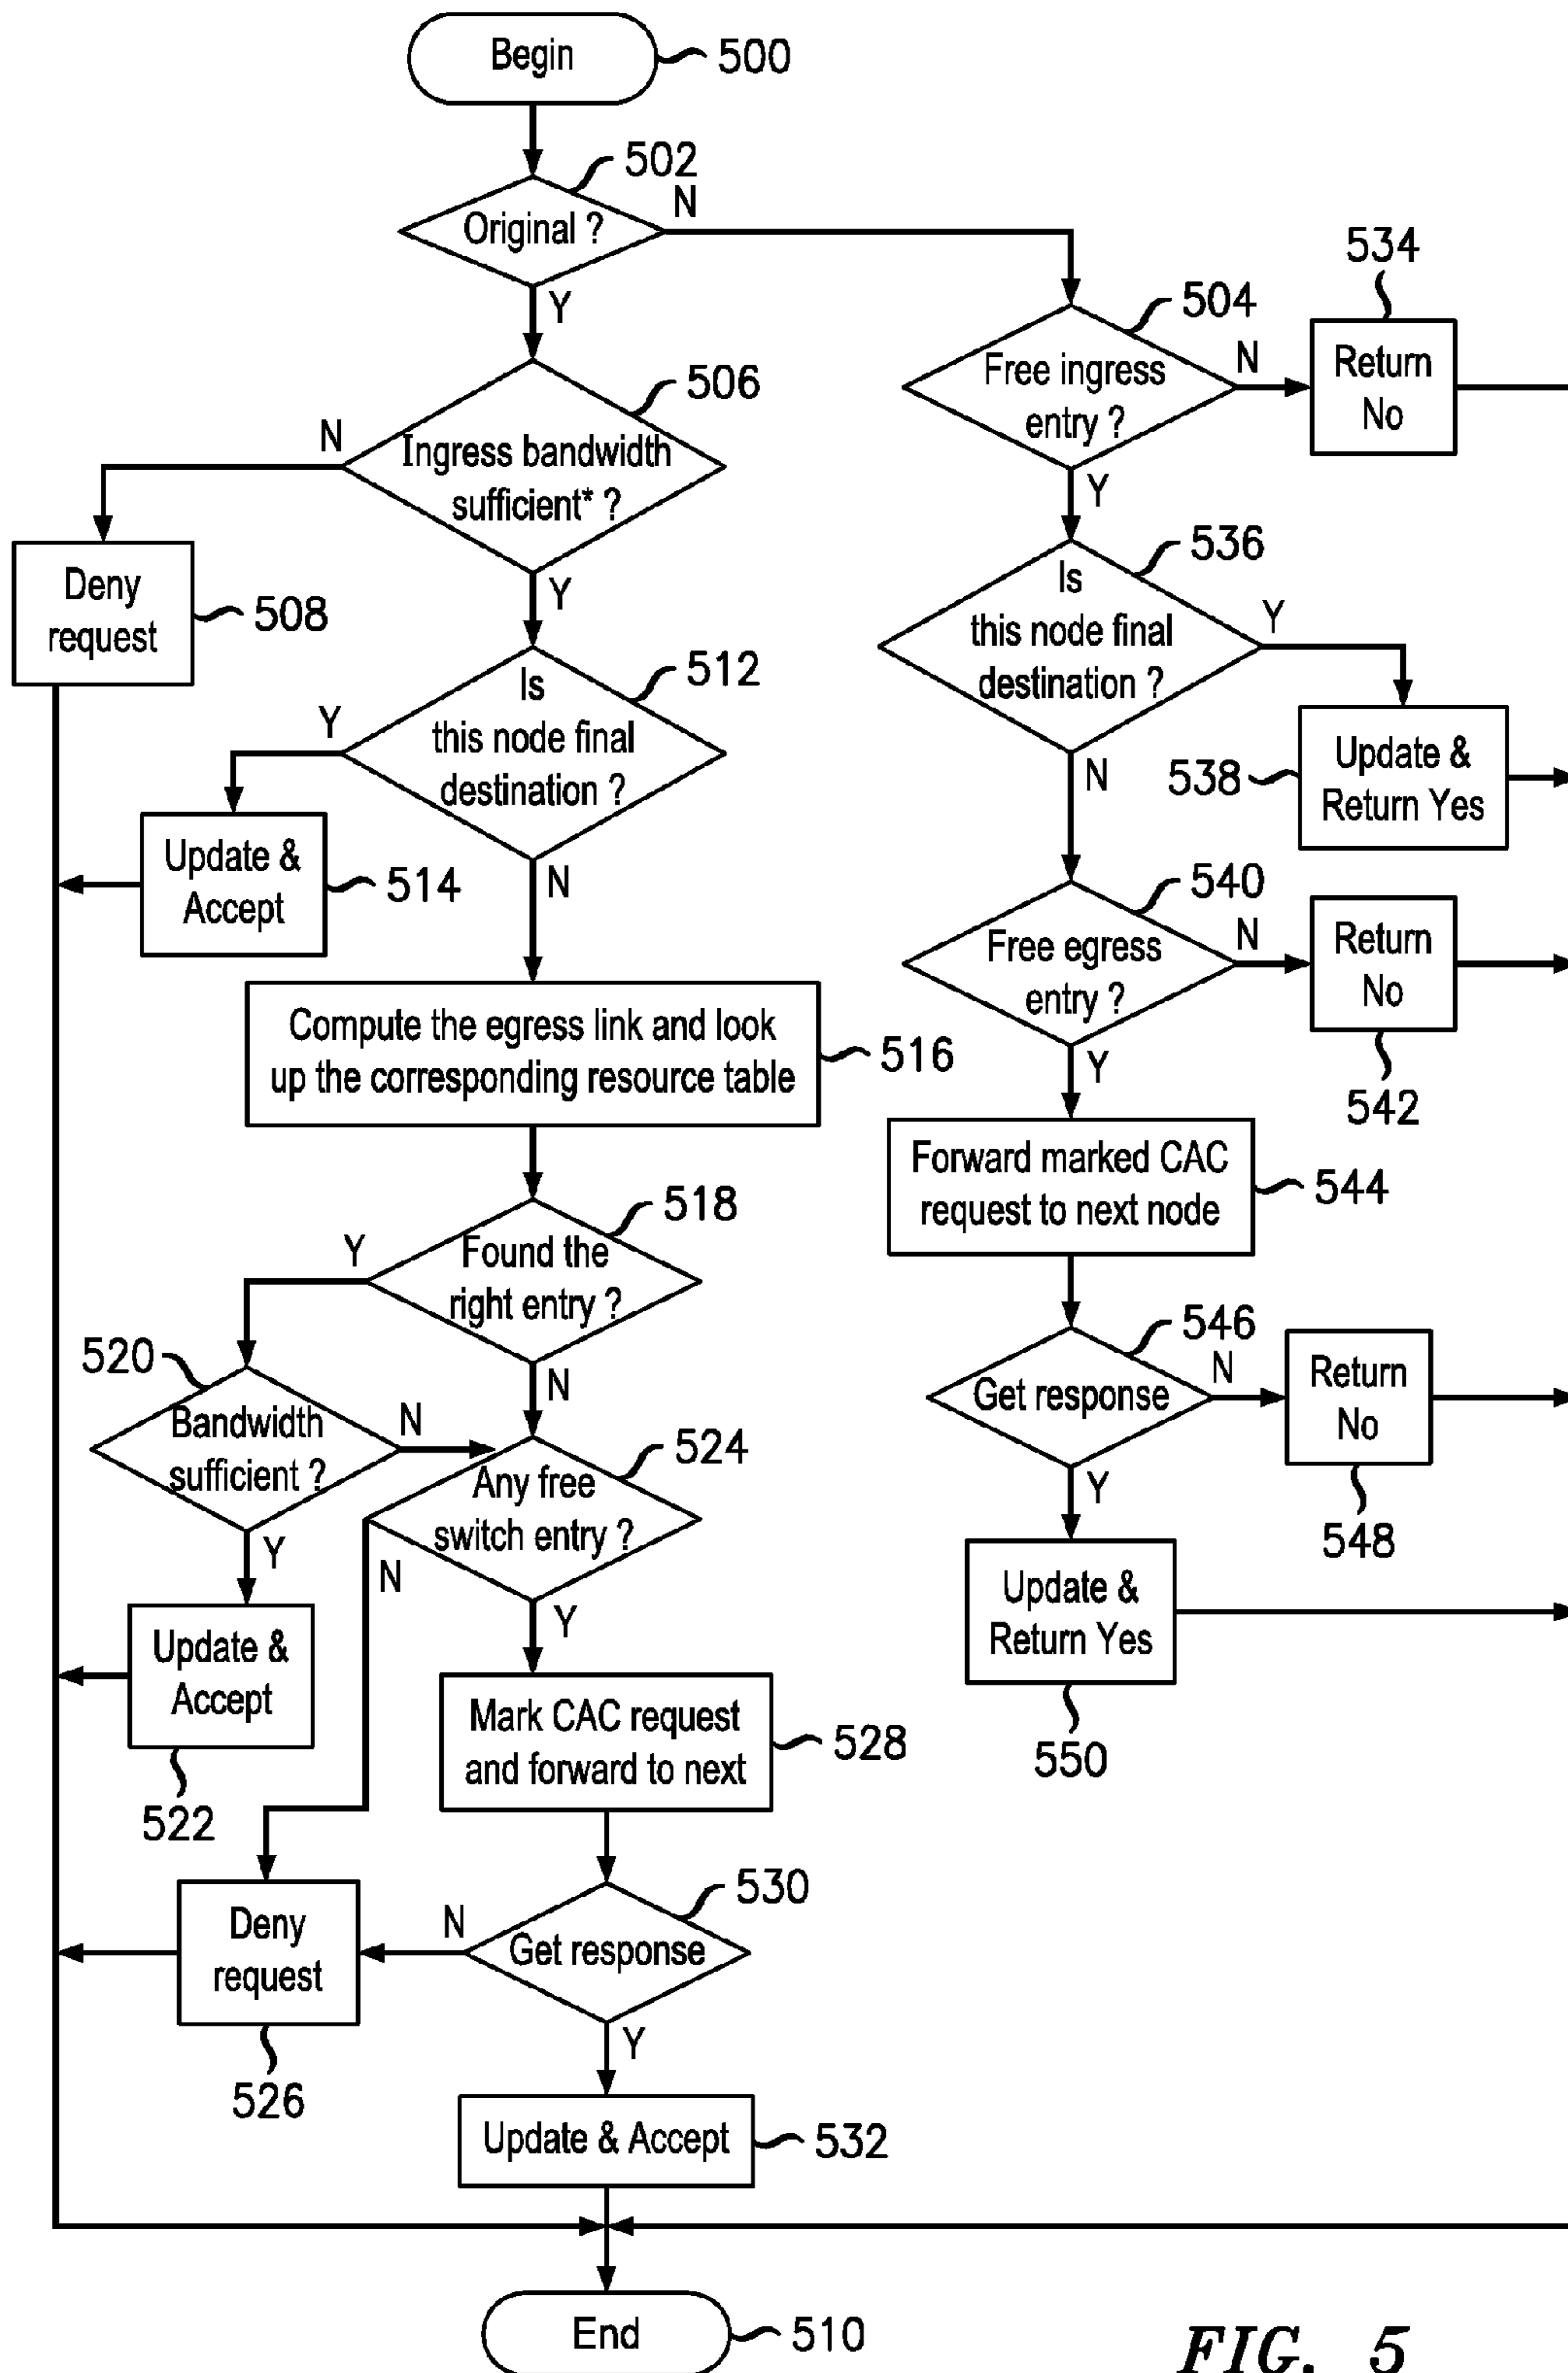 Begin
500
502
Original ?
N
Y
534
504
Free ingress
entry ?
N
Return
No
Y
506
Ingress bandwidth
sufficient* ?
N
Y
Deny
request
508
536
Is
this node final
destination ?
Y
N
512
Is
this node final
destination ?
Y
N
538
Update &
Return Yes
Update &
Accept
514
540
Free egress
entry ?
N
Return
No
542
Y
Compute the egress link and look
up the corresponding resource table
516
Forward marked CAC
request to next node
544
518
Found the
right entry ?
Y
N
546
Get response
N
Return
No
548
Y
520
Bandwidth
sufficient ?
N
Y
524
Any free
switch entry ?
N
Y
Update &
Return Yes
550
Update &
Accept
522
Mark CAC request
and forward to next
528
530
Get response
N
Y
Deny
request
526
Update & Accept
532
End
510
FIG. 5